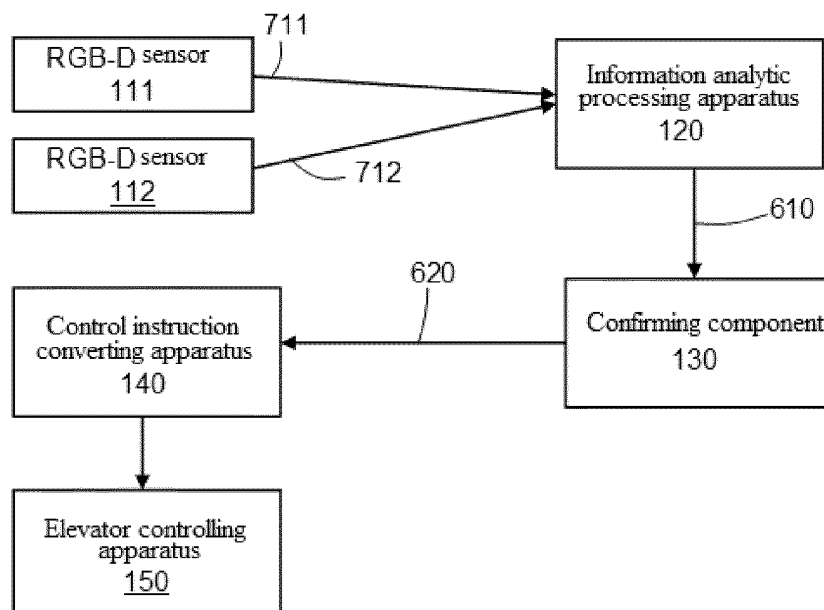 711
RGB-D sensor
111
Information analytic
processing apparatus
120
RGB-D sensor
112
712
610
620
Control instruction
converting apparatus
140
Confirming component
130
Elevator controlling
apparatus
150